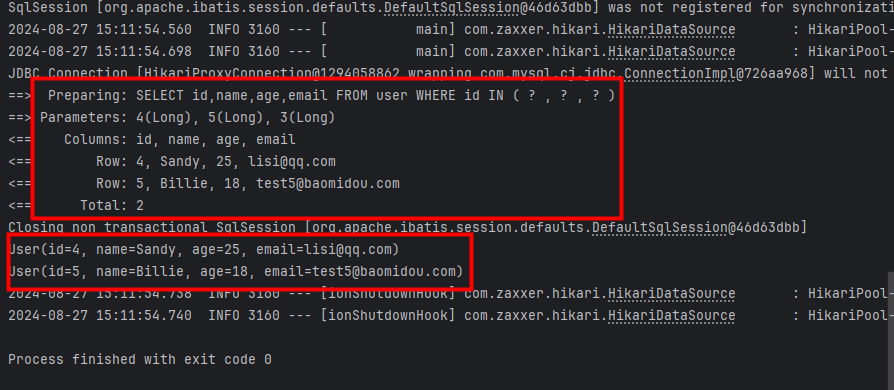 SqlSession [org.apache.ibatis.session.defaults.DefaultSqlSession@46d63dbb] was not registered for synchronizati
2024-08-27 15:11:54.560  INFO 3160 --- [           main] com.zaxxer.hikari.HikariDataSource       : HikariPool-
2024-08-27 15:11:54.698  INFO 3160 --- [           main] com.zaxxer.hikari.HikariDataSource       : HikariPool-
JDBC Connection [HikariProxyConnection@1294058862 wrapping com.mysql.cj.jdbc.ConnectionImpl@726aa968] will not
==>  Preparing: SELECT id,name,age,email FROM user WHERE id IN ( ? , ? , ? )
==> Parameters: 4(Long), 5(Long), 3(Long)
<==    Columns: id, name, age, email
<==        Row: 4, Sandy, 25, lisi@qq.com
<==        Row: 5, Billie, 18, test5@baomidou.com
<==      Total: 2
Closing non transactional SqlSession [org.apache.ibatis.session.defaults.DefaultSqlSession@46d63dbb]
User(id=4, name=Sandy, age=25, email=lisi@qq.com)
User(id=5, name=Billie, age=18, email=test5@baomidou.com)
2024-08-27 15:11:54.738  INFO 3160 --- [ionShutdownHook] com.zaxxer.hikari.HikariDataSource       : HikariPool-
2024-08-27 15:11:54.740  INFO 3160 --- [ionShutdownHook] com.zaxxer.hikari.HikariDataSource       : HikariPool-
Process finished with exit code 0